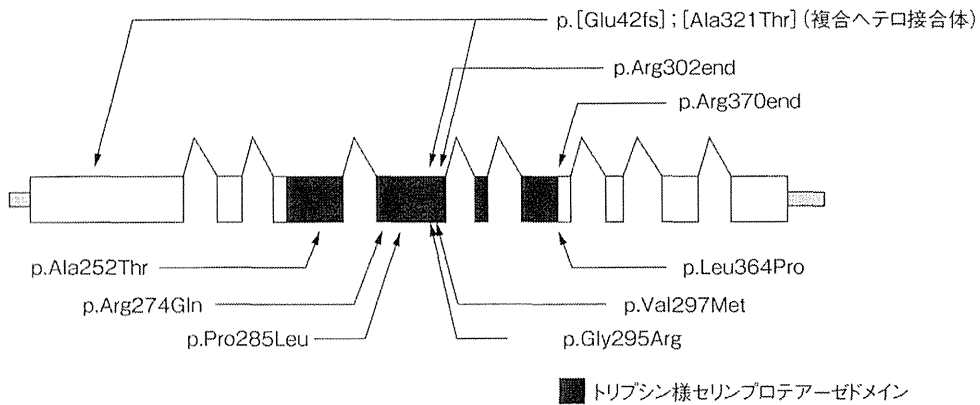 p.[Glu42fs] ; [Ala321Thr] (複合ヘテロ接合体)
p.Arg302end
p.Arg370end
p.Ala252Thr
p.Leu364Pro
p.Arg274Gln
p.Val297Met
p.Pro285Leu
p.Gly295Arg
トリプシン様セリンプロテアーゼドメイン